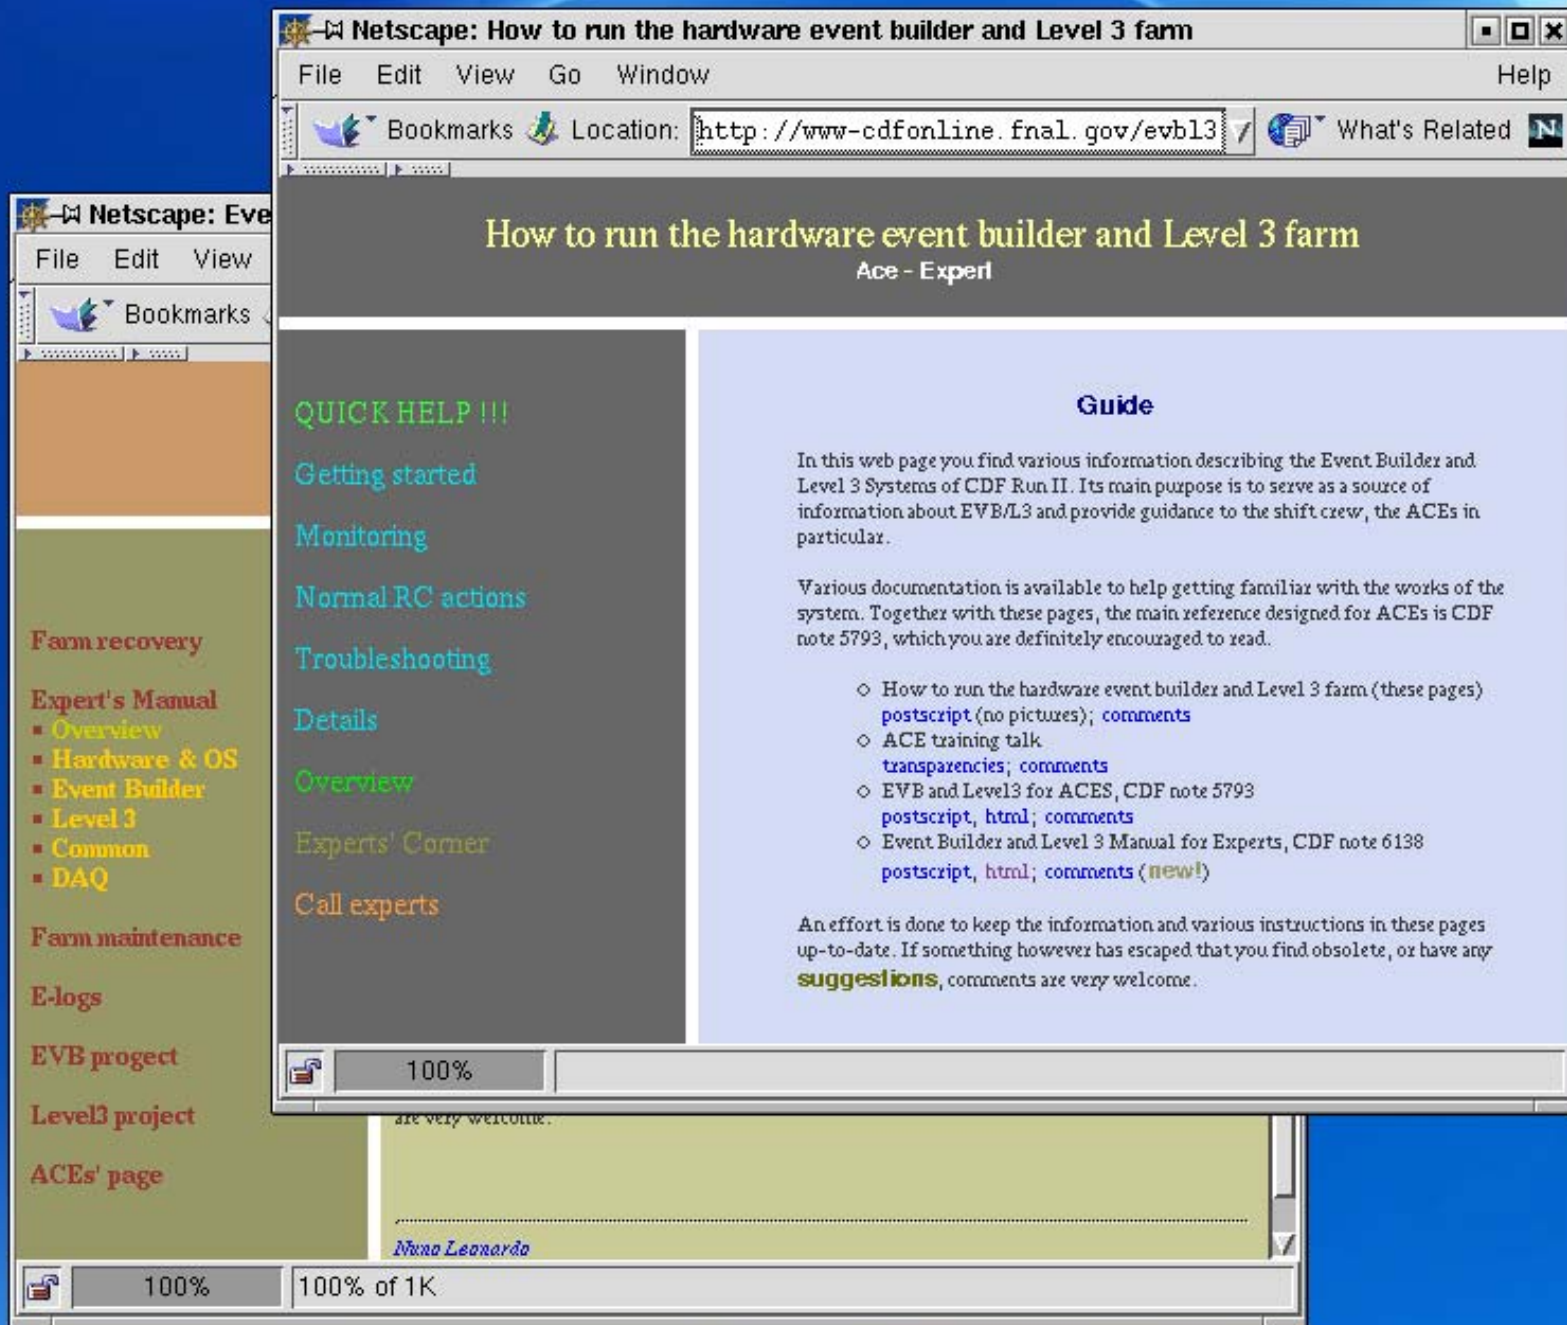 Netscape: How to run the hardware event builder and Level 3 farm
File Edit View Go Window Help
Bookmarks Location: http://www-cdfonline.fnal.gov/evbl3 What's Related N
How to run the hardware event builder and Level 3 farm
Ace - Expert
QUICK HELP !!!
Getting started
Monitoring
Normal RC actions
Troubleshooting
Details
Overview
Experts' Corner
Call experts
Guide
In this web page you find various information describing the Event Builder and
Level 3 Systems of CDF Run II. Its main purpose is to serve as a source of
information about EVB/L3 and provide guidance to the shift crew, the ACEs in
particular.
Various documentation is available to help getting familiar with the works of the
system. Together with these pages, the main reference designed for ACEs is CDF
note 5793, which you are definitely encouraged to read.
How to run the hardware event builder and Level 3 farm (these pages)
postscript (no pictures); comments
ACE training talk
transparencies; comments
EVB and Level3 for ACES, CDF note 5793
postscript, html; comments
Event Builder and Level 3 Manual for Experts, CDF note 6138
postscript, html; comments (new!)
An effort is done to keep the information and various instructions in these pages
up-to-date. If something however has escaped that you find obsolete, or have any
suggestions, comments are very welcome.
100%
Netscape: Eve
File Edit View
Bookmarks
Farm recovery
Expert's Manual
Overview
Hardware & OS
Event Builder
Level 3
Common
DAQ
Farm maintenance
E-logs
EVB progect
Level3 project
ACEs' page
are very welcome.
Nuno Leonardo
100% 100% of 1K